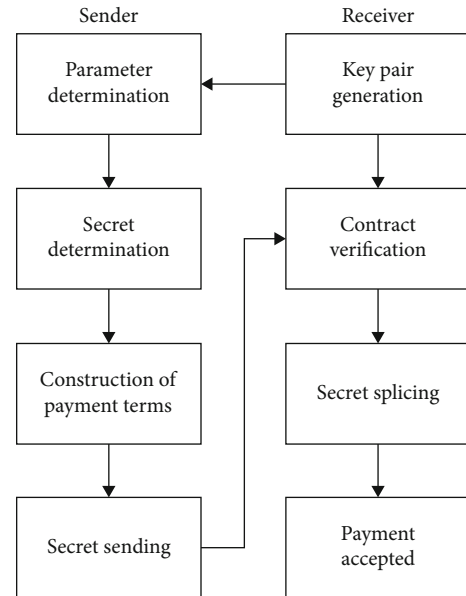 Sender
Receiver
Parameter
determination
Key pair
generation
Secret
determination
Contract
verification
Construction of
payment terms
Secret splicing
Secret sending
Payment
accepted